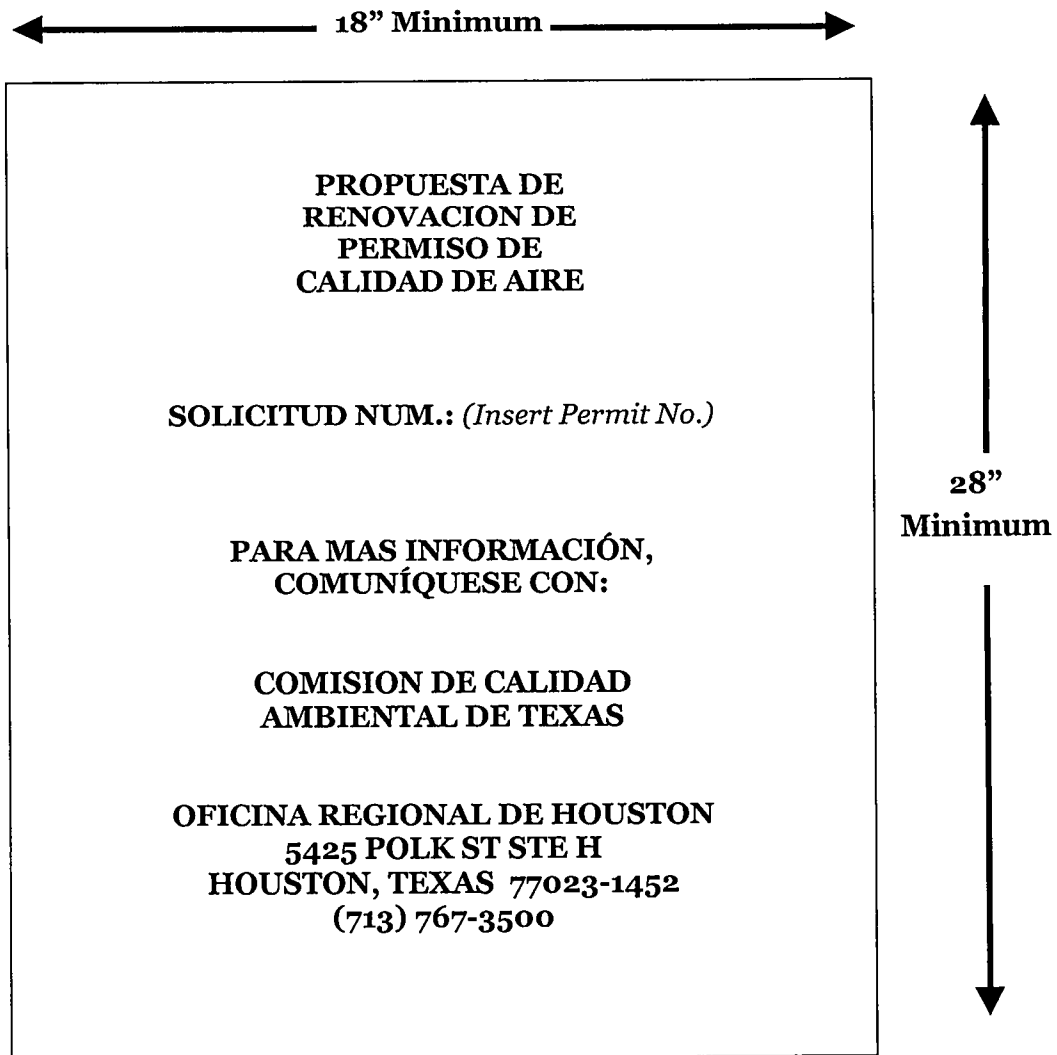 18” Minimum
PROPUESTA DE
RENOVACION DE
PERMISO DE
CALIDAD DE AIRE
SOLICITUD NUM.: (Insert Permit No.)
28”
Minimum
PARA MAS INFORMACIÓN,
COMUNÍQUESE CON:
COMISION DE CALIDAD
AMBIENTAL DE TEXAS
OFICINA REGIONAL DE HOUSTON
5425 POLK ST STE H
HOUSTON, TEXAS 77023-1452
(713) 767-3500